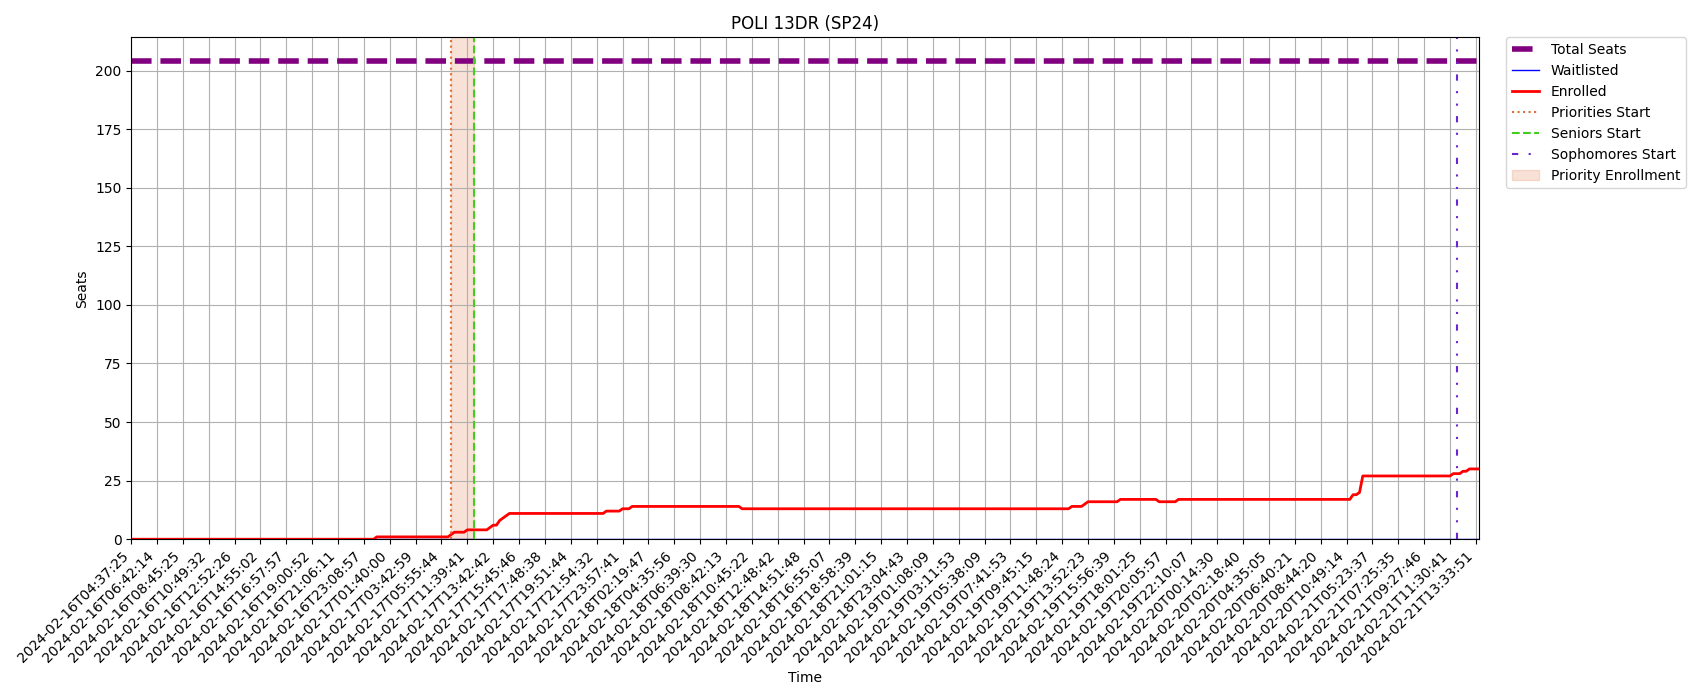 POLI 13DR (SP24)
Total Seats
Waitlisted
Enrolled
Priorities Start
Seniors Start
Sophomores Start
Priority Enrollment
Seats
200
175
150
125
100
75
50
25
0
2024-02-16T04:37:25
2024-02-16T06:42:14
2024-02-16T08:45:25
2024-02-16T10:49:32
2024-02-16T12:52:26
2024-02-16T14:55:02
2024-02-16T16:57:57
2024-02-16T19:00:52
2024-02-16T21:06:11
2024-02-16T23:08:57
2024-02-17T01:40:00
2024-02-17T03:42:59
2024-02-17T05:55:44
2024-02-17T11:39:41
2024-02-17T13:42:42
2024-02-17T15:45:46
2024-02-17T17:48:38
2024-02-17T19:51:44
2024-02-17T21:54:32
2024-02-17T23:57:41
2024-02-18T02:19:47
2024-02-18T04:35:56
2024-02-18T06:39:30
2024-02-18T08:42:13
2024-02-18T10:45:22
2024-02-18T12:48:42
2024-02-18T14:51:48
2024-02-18T16:55:07
2024-02-18T18:58:39
2024-02-18T21:01:15
2024-02-18T23:04:43
2024-02-19T01:08:09
2024-02-19T03:11:53
2024-02-19T05:38:09
2024-02-19T07:41:53
2024-02-19T09:45:15
2024-02-19T11:48:24
2024-02-19T13:52:23
2024-02-19T15:56:39
2024-02-19T18:01:25
2024-02-19T20:05:57
2024-02-19T22:10:07
2024-02-20T00:14:30
2024-02-20T02:18:40
2024-02-20T04:35:05
2024-02-20T06:40:21
2024-02-20T08:44:20
2024-02-20T10:49:14
2024-02-21T05:23:37
2024-02-21T07:25:35
2024-02-21T09:27:46
2024-02-21T11:30:41
2024-02-21T13:33:51
Time